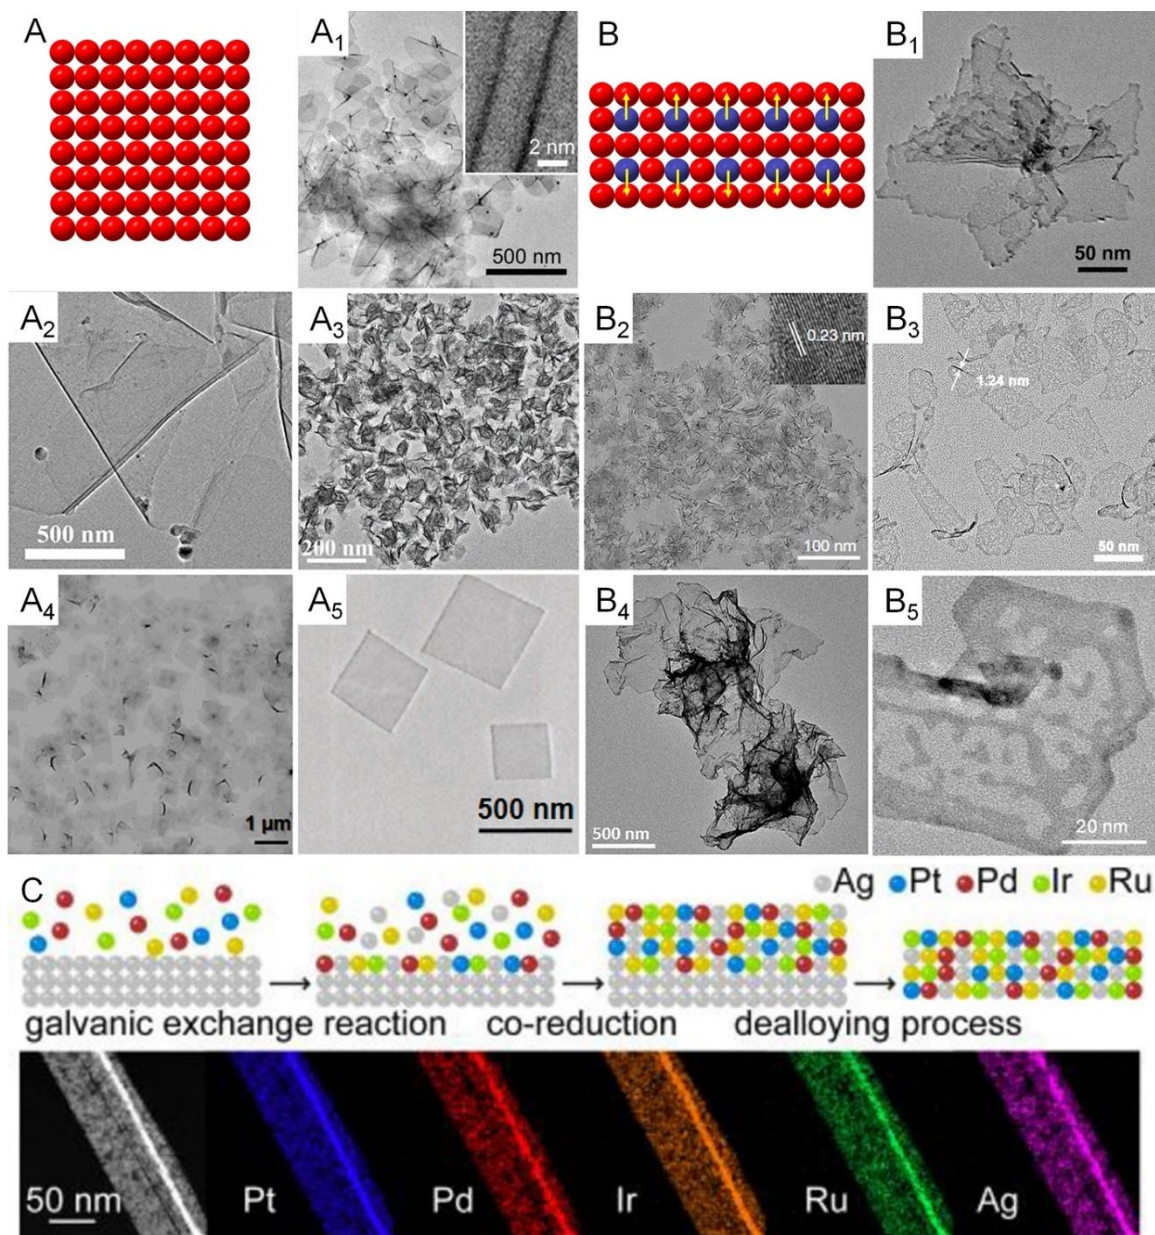 A
A1
2 nm
500 nm
B
B1
50 nm
A2
500 nm
A3
200 nm
B2
0.23 nm
100 nm
B3
1.24 nm
50 nm
A4
1 µm
A5
500 nm
B4
500 nm
B5
20 nm
C
Ag Pt Pd Ir Ru
galvanic exchange reaction co-reduction dealloying process
50 nm Pt Pd Ir Ru Ag